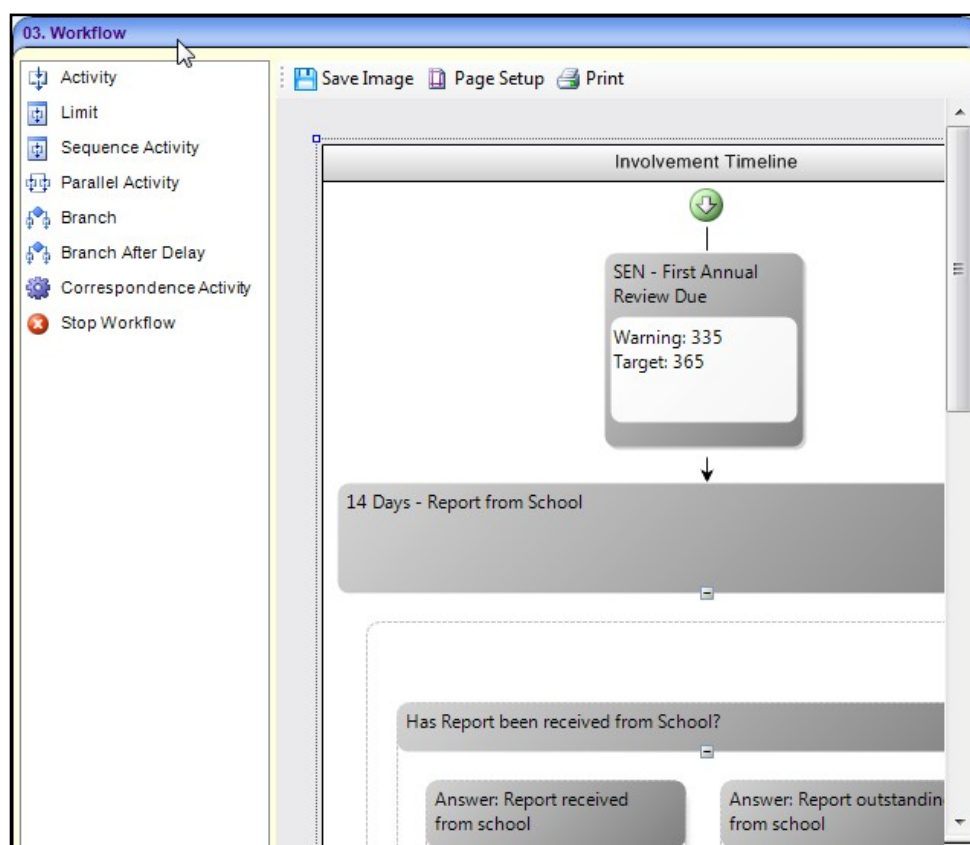 03. Workflow
Activity
Limit
Sequence Activity
Parallel Activity
Branch
Branch After Delay
Correspondence Activity
Stop Workflow
Save Image Page Setup Print
Involvement Timeline
SEN - First Annual
Review Due
Warning: 335
Target: 365
14 Days - Report from School
Has Report been received from School?
Answer: Report received
from school
Answer: Report
from school